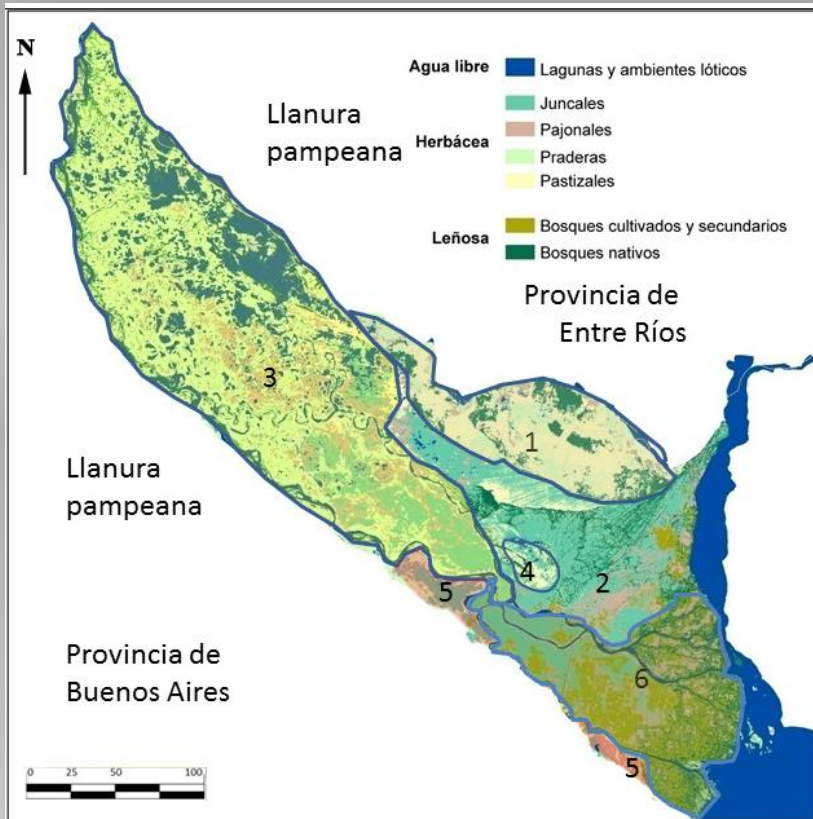 N
Llanura
pampeana
Agua libre
Lagunas y ambientes lóticos
Herbácea
Juncales
Pajonales
Praderas
Pastizales
Leñosa
Bosques cultivados y secundarios
Bosques nativos
Provincia de
Entre Ríos
3
1
Llanura
pampeana
4
2
5
Provincia de
Buenos Aires
6
5
0 25 50 100